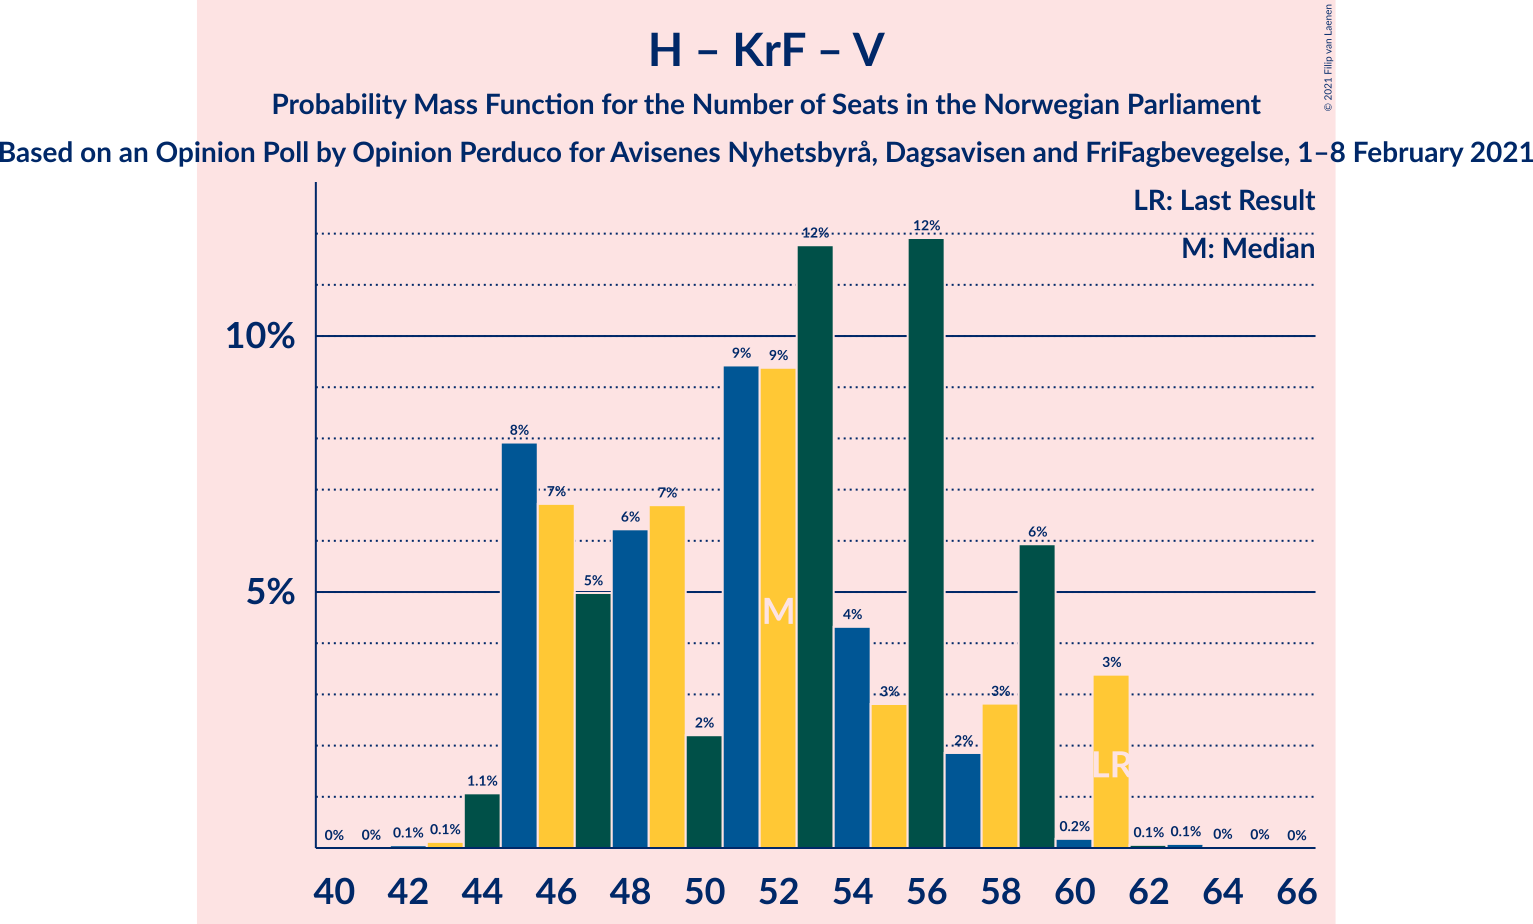 H – KrF – V
© 2021 Filip van Laenen
Probability Mass Function for the Number of Seats in the Norwegian Parliament
Based on an Opinion Poll by Opinion Perduco for Avisenes Nyhetsbyrå, Dagsavisen and FriFagbevegelse, 1–8 February 2021
LR: Last Result
M: Median
10%
5%
0% 0% 0.1% 0.1% 1.1% 8% 7% 5% 6% 7% 2% 9% 9% 12% 4% 3% 12% 2% 3% 6% 0.2% 3% 0.1% 0.1% 0% 0% 0%
M
LR
40 42 44 46 48 50 52 54 56 58 60 62 64 66